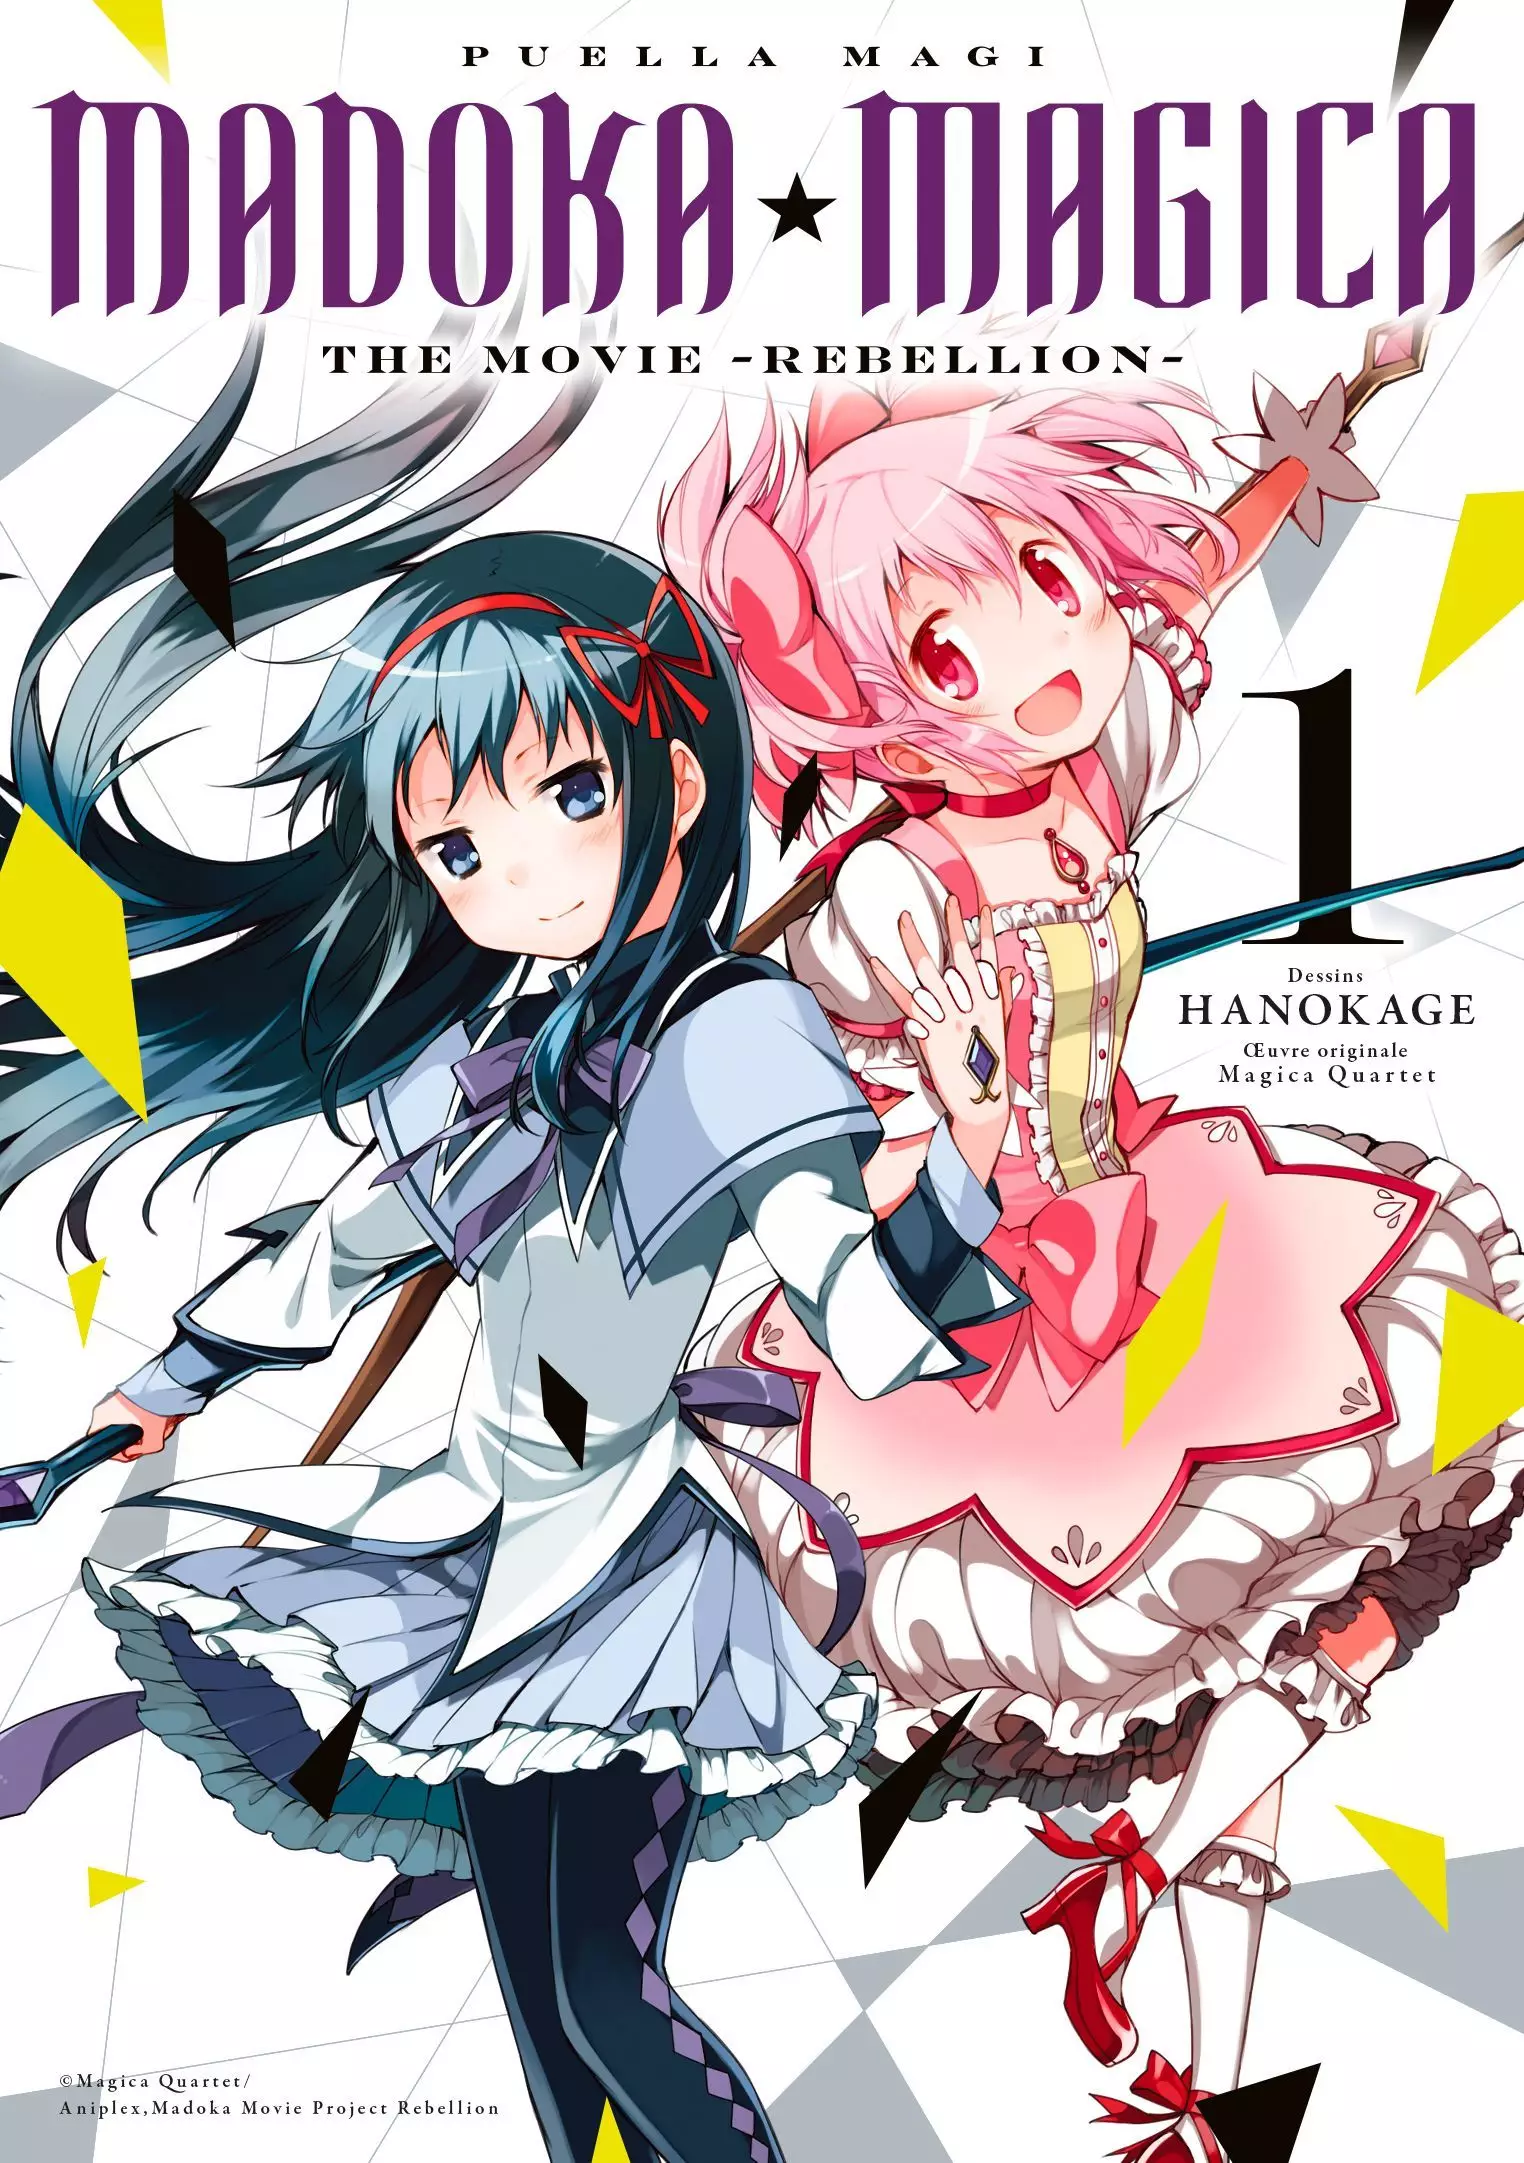 PUELLA MAGI
MADOKA★MAGICA
THE MOVIE -REBELLION-
1
Dessins
HANOKAGE
Œuvre originale
Magica Quartet
©Magica Quartet/
Aniplex,Madoka Movie Project Rebellion